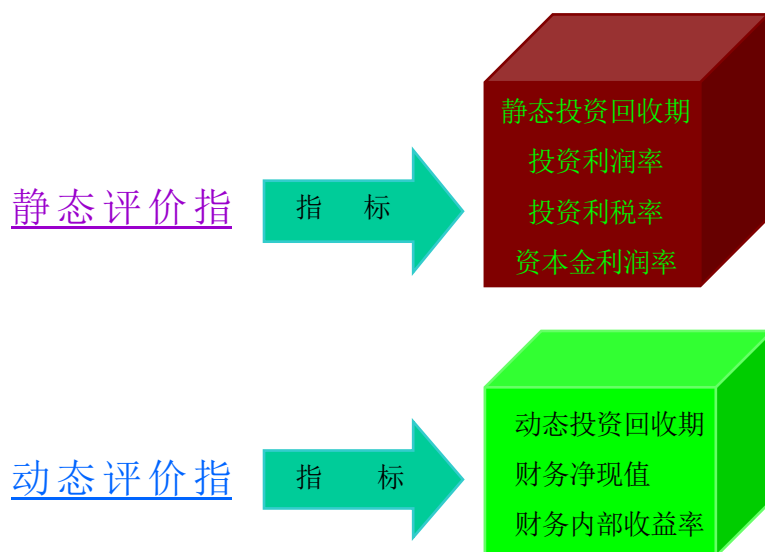 静态评价指
指 标
静态投资回收期
投资利润率
投资利税率
资本金利润率
动态评价指
指 标
动态投资回收期
财务净现值
财务内部收益率